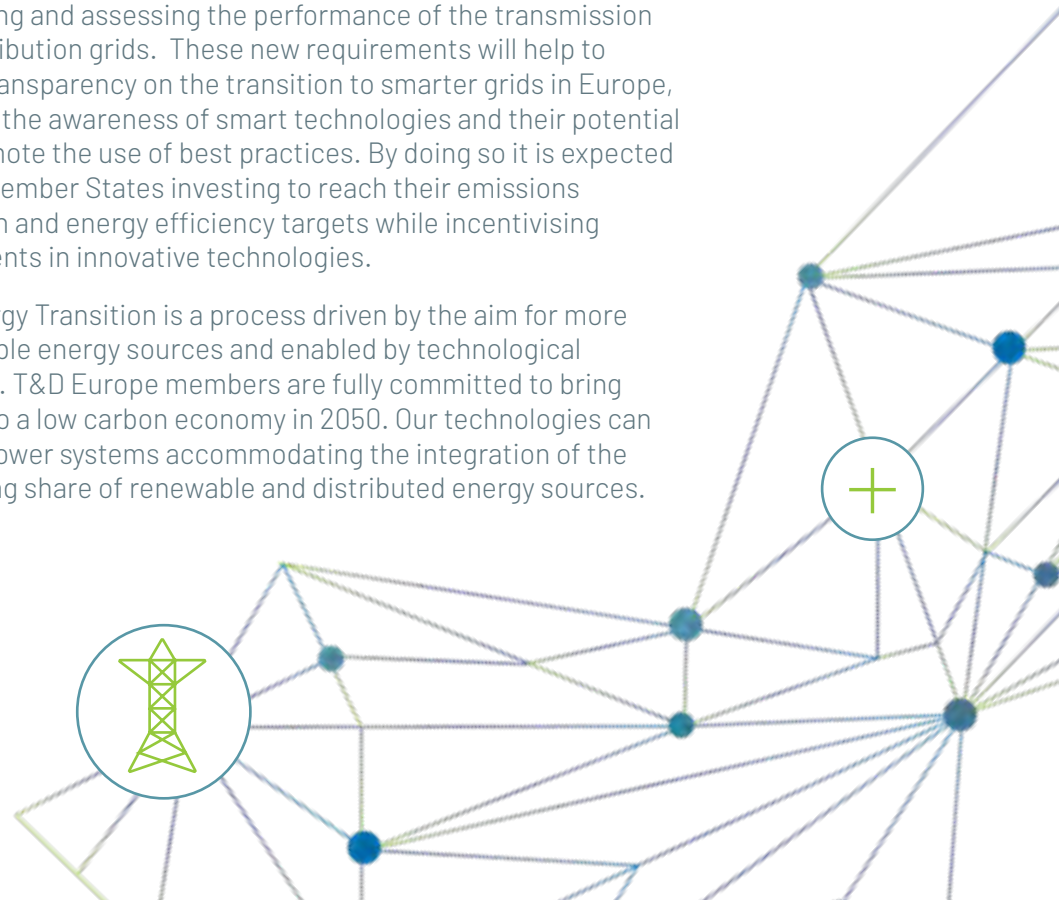 ng and assessing the performance of the transmission
ibution grids. These new requirements will help to
ansparency on the transition to smarter grids in Europe,
the awareness of smart technologies and their potential
note the use of best practices. By doing so it is expected
ember States investing to reach their emissions
n and energy efficiency targets while incentivising
ents in innovative technologies.
rgy Transition is a process driven by the aim for more
ble energy sources and enabled by technological
. T&D Europe members are fully committed to bring
o a low carbon economy in 2050. Our technologies can
ower systems accommodating the integration of the
ng share of renewable and distributed energy sources.